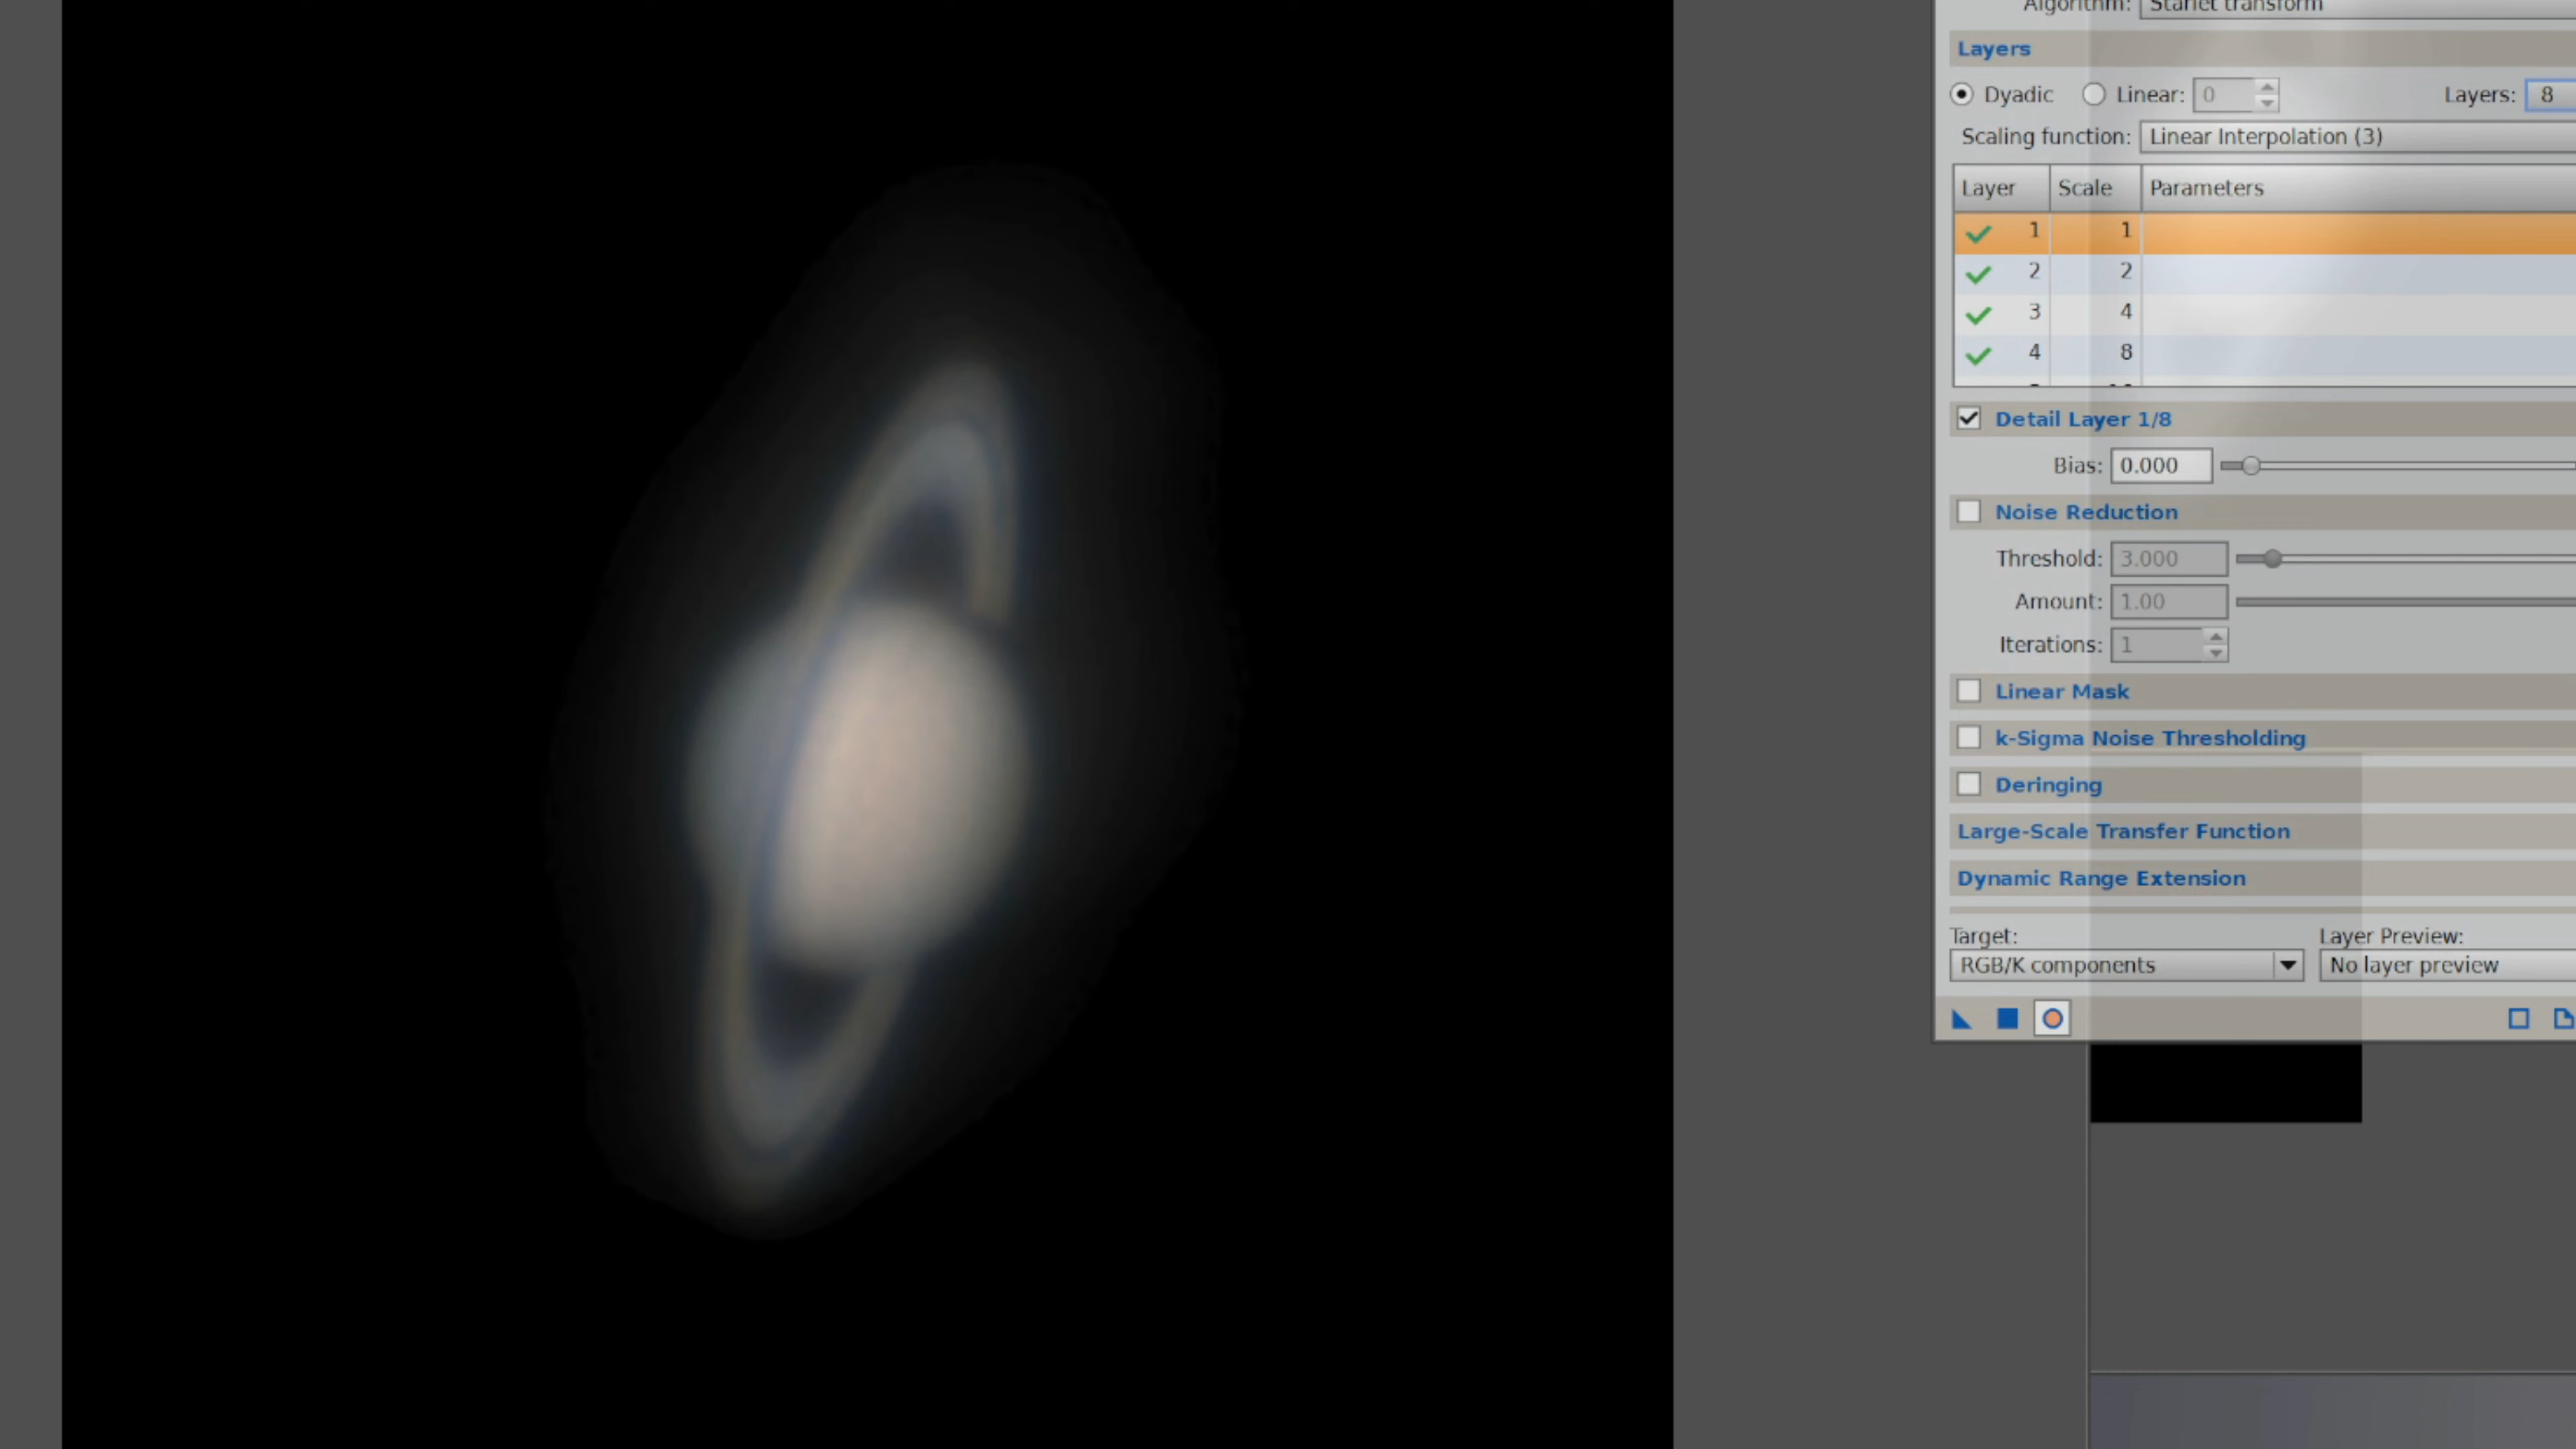 Algorithm: Starlet transform
Layers
Dyadic Linear: 0 Layers: 8
Scaling function: Linear Interpolation (3)
Layer Scale Parameters
1 1
2 2
3 4
4 8
Detail Layer 1/8
Bias: 0.000
Noise Reduction
Threshold: 3.000
Amount: 1.00
Iterations: 1
Linear Mask
k-Sigma Noise Thresholding
Deringing
Large-Scale Transfer Function
Dynamic Range Extension
Target: Layer Preview:
RGB/K components No layer preview